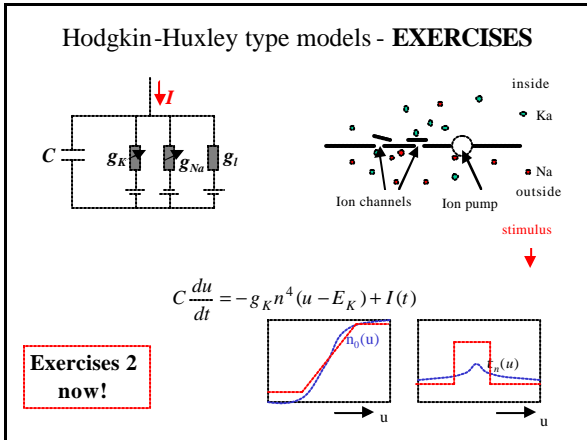 Hodgkin-Huxley type models - EXERCISES
I
C
g_K
g_Na
g_l
inside
Ka
Na
outside
Ion channels
Ion pump
stimulus
C du/dt = -g_K n^4 (u - E_K) + I(t)
n_0(u)
τ_n(u)
u
u
Exercises 2
now!